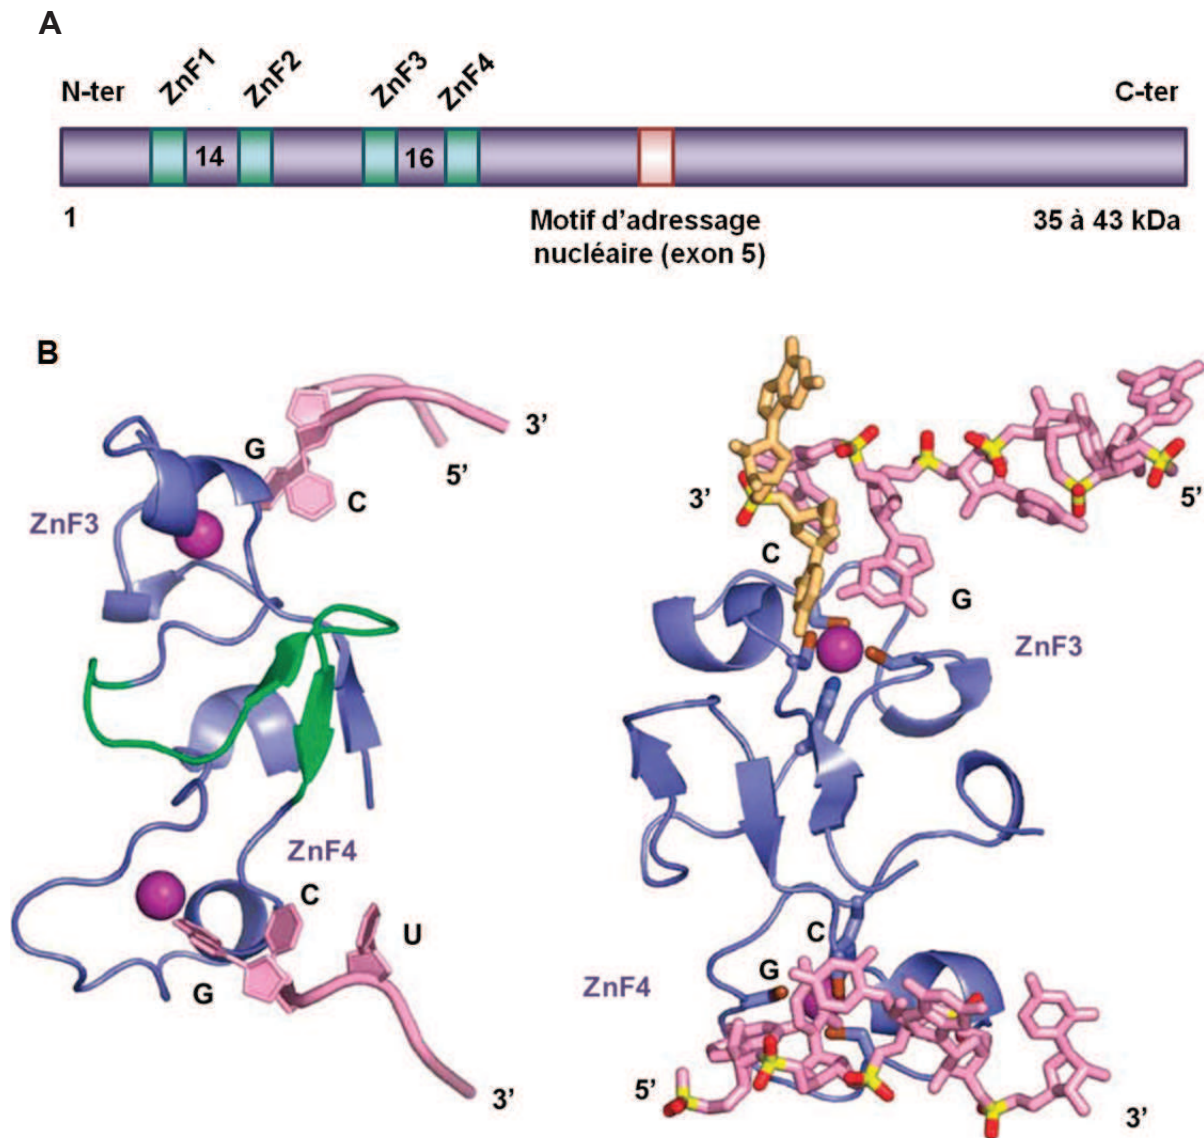 A
ZnF1 ZnF2 ZnF3 ZnF4
N-ter C-ter
14 16
1 Motif d’adressage 35 à 43 kDa
nucléaire (exon 5)
B
3’
G
5’
C
ZnF3
ZnF4
C
U
G
3’
3’
5’
C
G
ZnF3
C
G
ZnF4
5’
3’